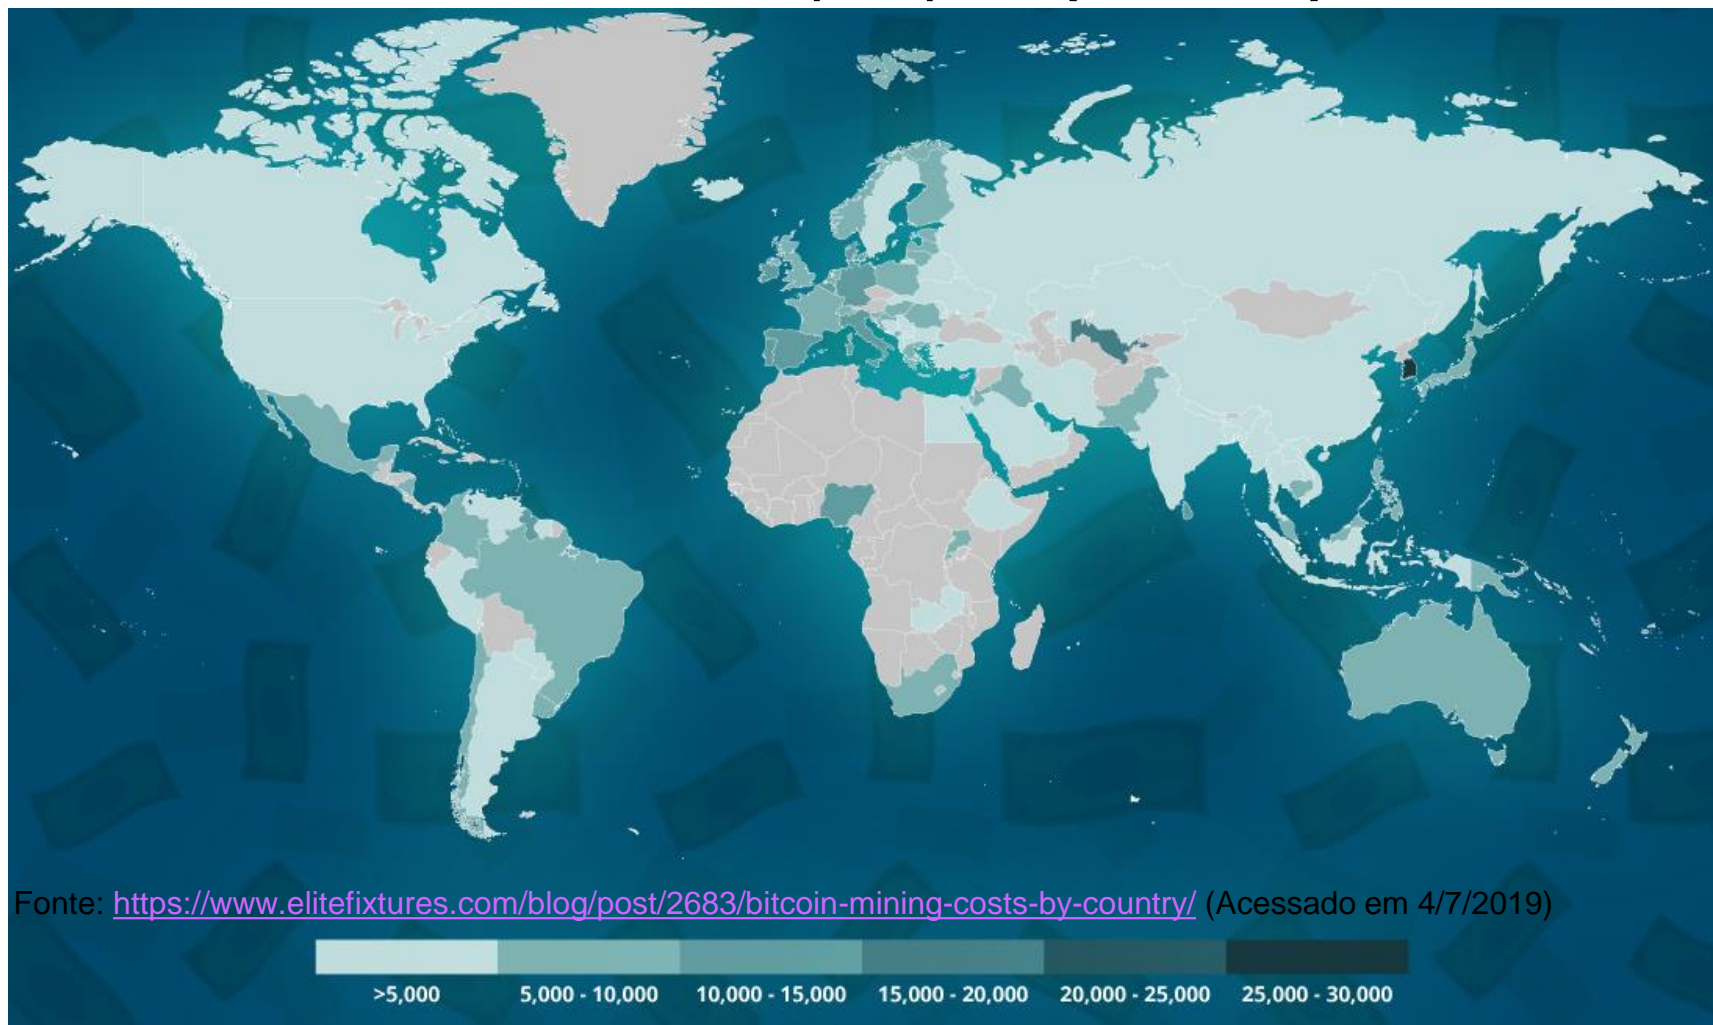 Fonte: https://www.elitefixtures.com/blog/post/2683/bitcoin-mining-costs-by-country/ (Acessado em 4/7/2019)
>5,000 5,000 - 10,000 10,000 - 15,000 15,000 - 20,000 20,000 - 25,000 25,000 - 30,000